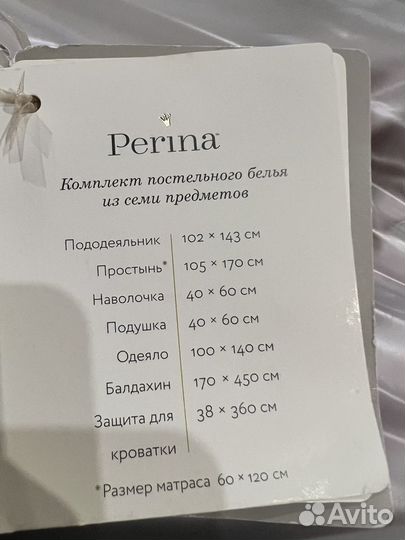 Perina
Комплект постельного белья
из семи предметов
Пододеяльник 102 × 143 см
Простынь* 105 × 170 см
Наволочка 40 × 60 см
Подушка 40 × 60 см
Одеяло 100 × 140 см
Балдахин 170 × 450 см
Защита для 38 × 360 см
кроватки
*Размер матраса 60 × 120 см
Avito